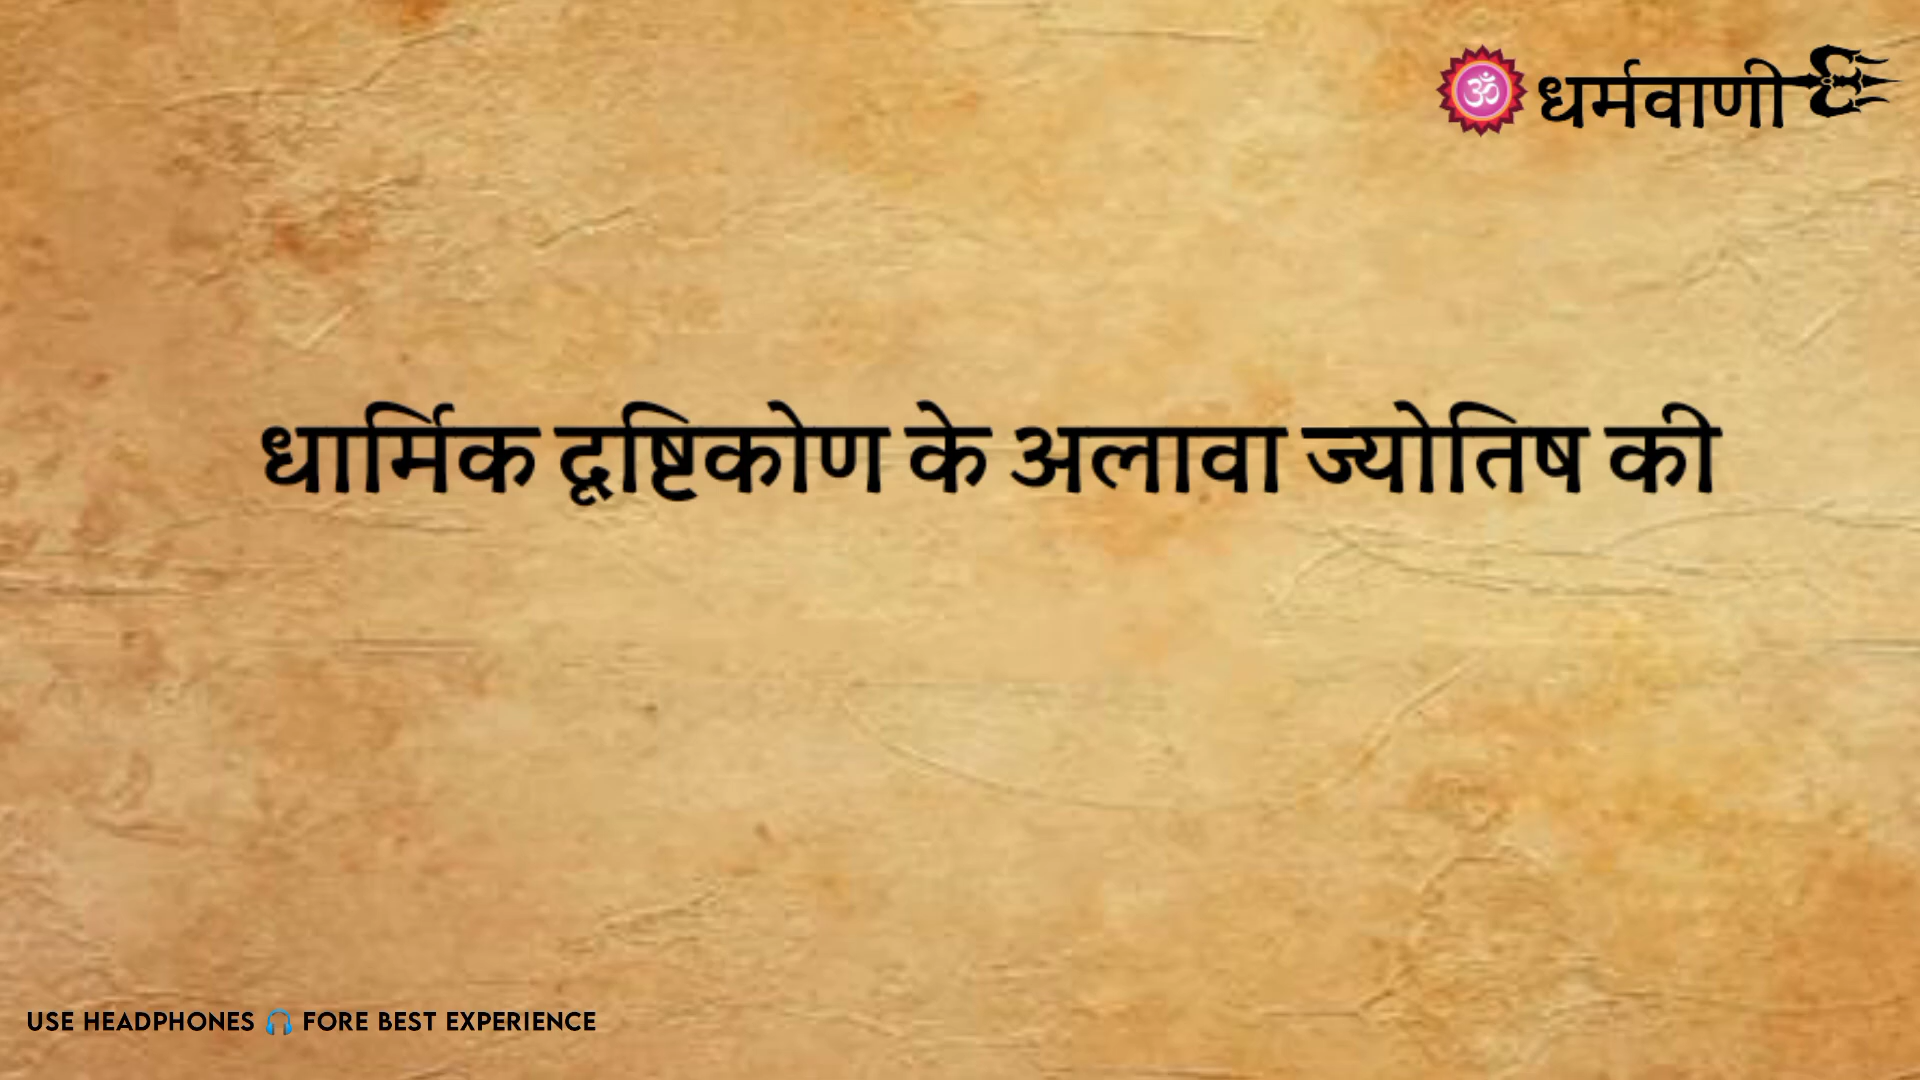 धर्मवाणी
धार्मिक दृष्टिकोण के अलावा ज्योतिष की
USE HEADPHONES 🎧 FORE BEST EXPERIENCE